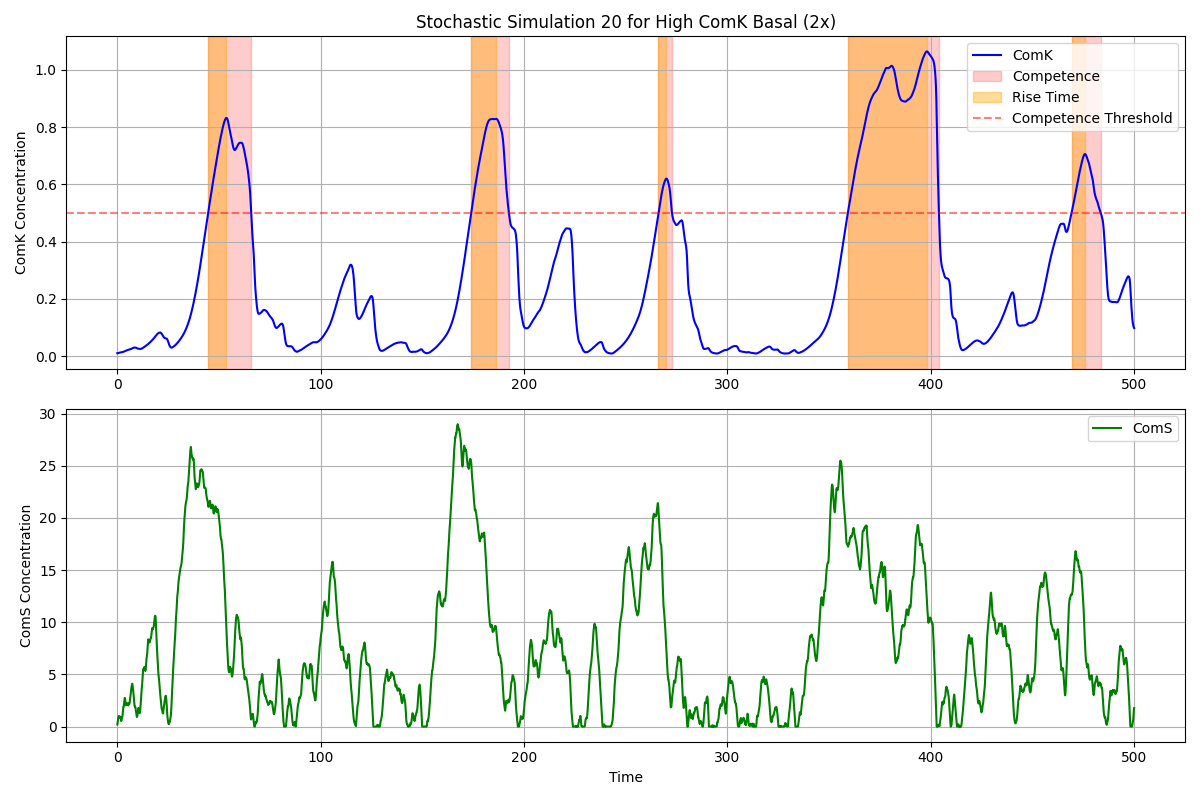 Stochastic Simulation 20 for High ComK Basal (2x)
ComK Concentration
1.0
0.8
0.6
0.4
0.2
0.0
ComK
Competence
Rise Time
Competence Threshold
0 100 200 300 400 500
ComS Concentration
30
25
20
15
10
5
0
ComS
0 100 200 300 400 500
Time